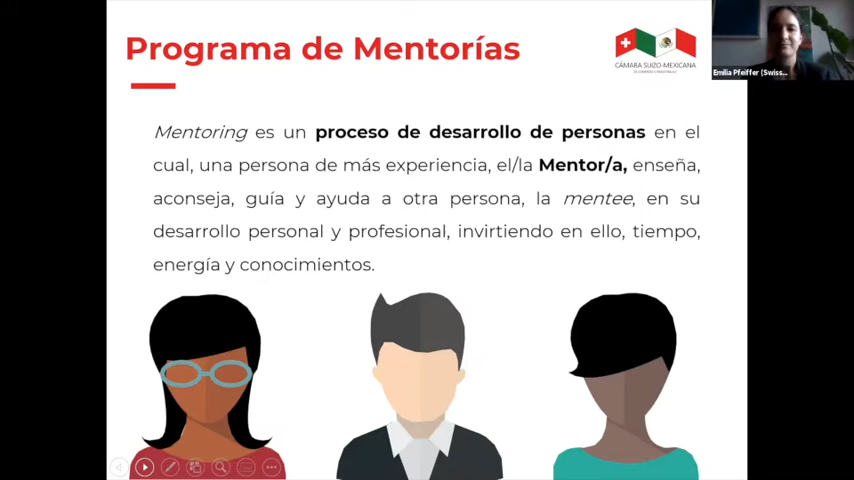 Programa de Mentorías
CÁMARA SUIZO-MEXICANA
Emilia Pfeiffer (Swiss...
Mentoring es un proceso de desarrollo de personas en el
cual, una persona de más experiencia, el/la Mentor/a, enseña,
aconseja, guía y ayuda a otra persona, la mentee, en su
desarrollo personal y profesional, invirtiendo en ello, tiempo,
energía y conocimientos.